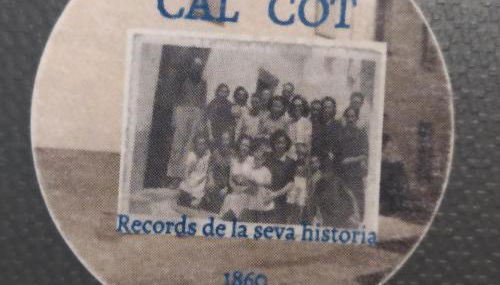 CAL COT
Records de la seva historia
1860